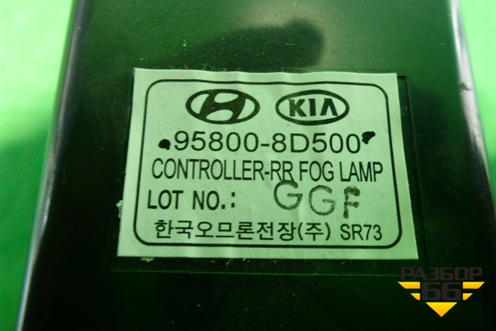 KIA
95800-8D500
CONTROLLER-RR FOG LAMP
LOT NO.: GGF
한국오므론전장(주) SR73
РАЗБОР
66